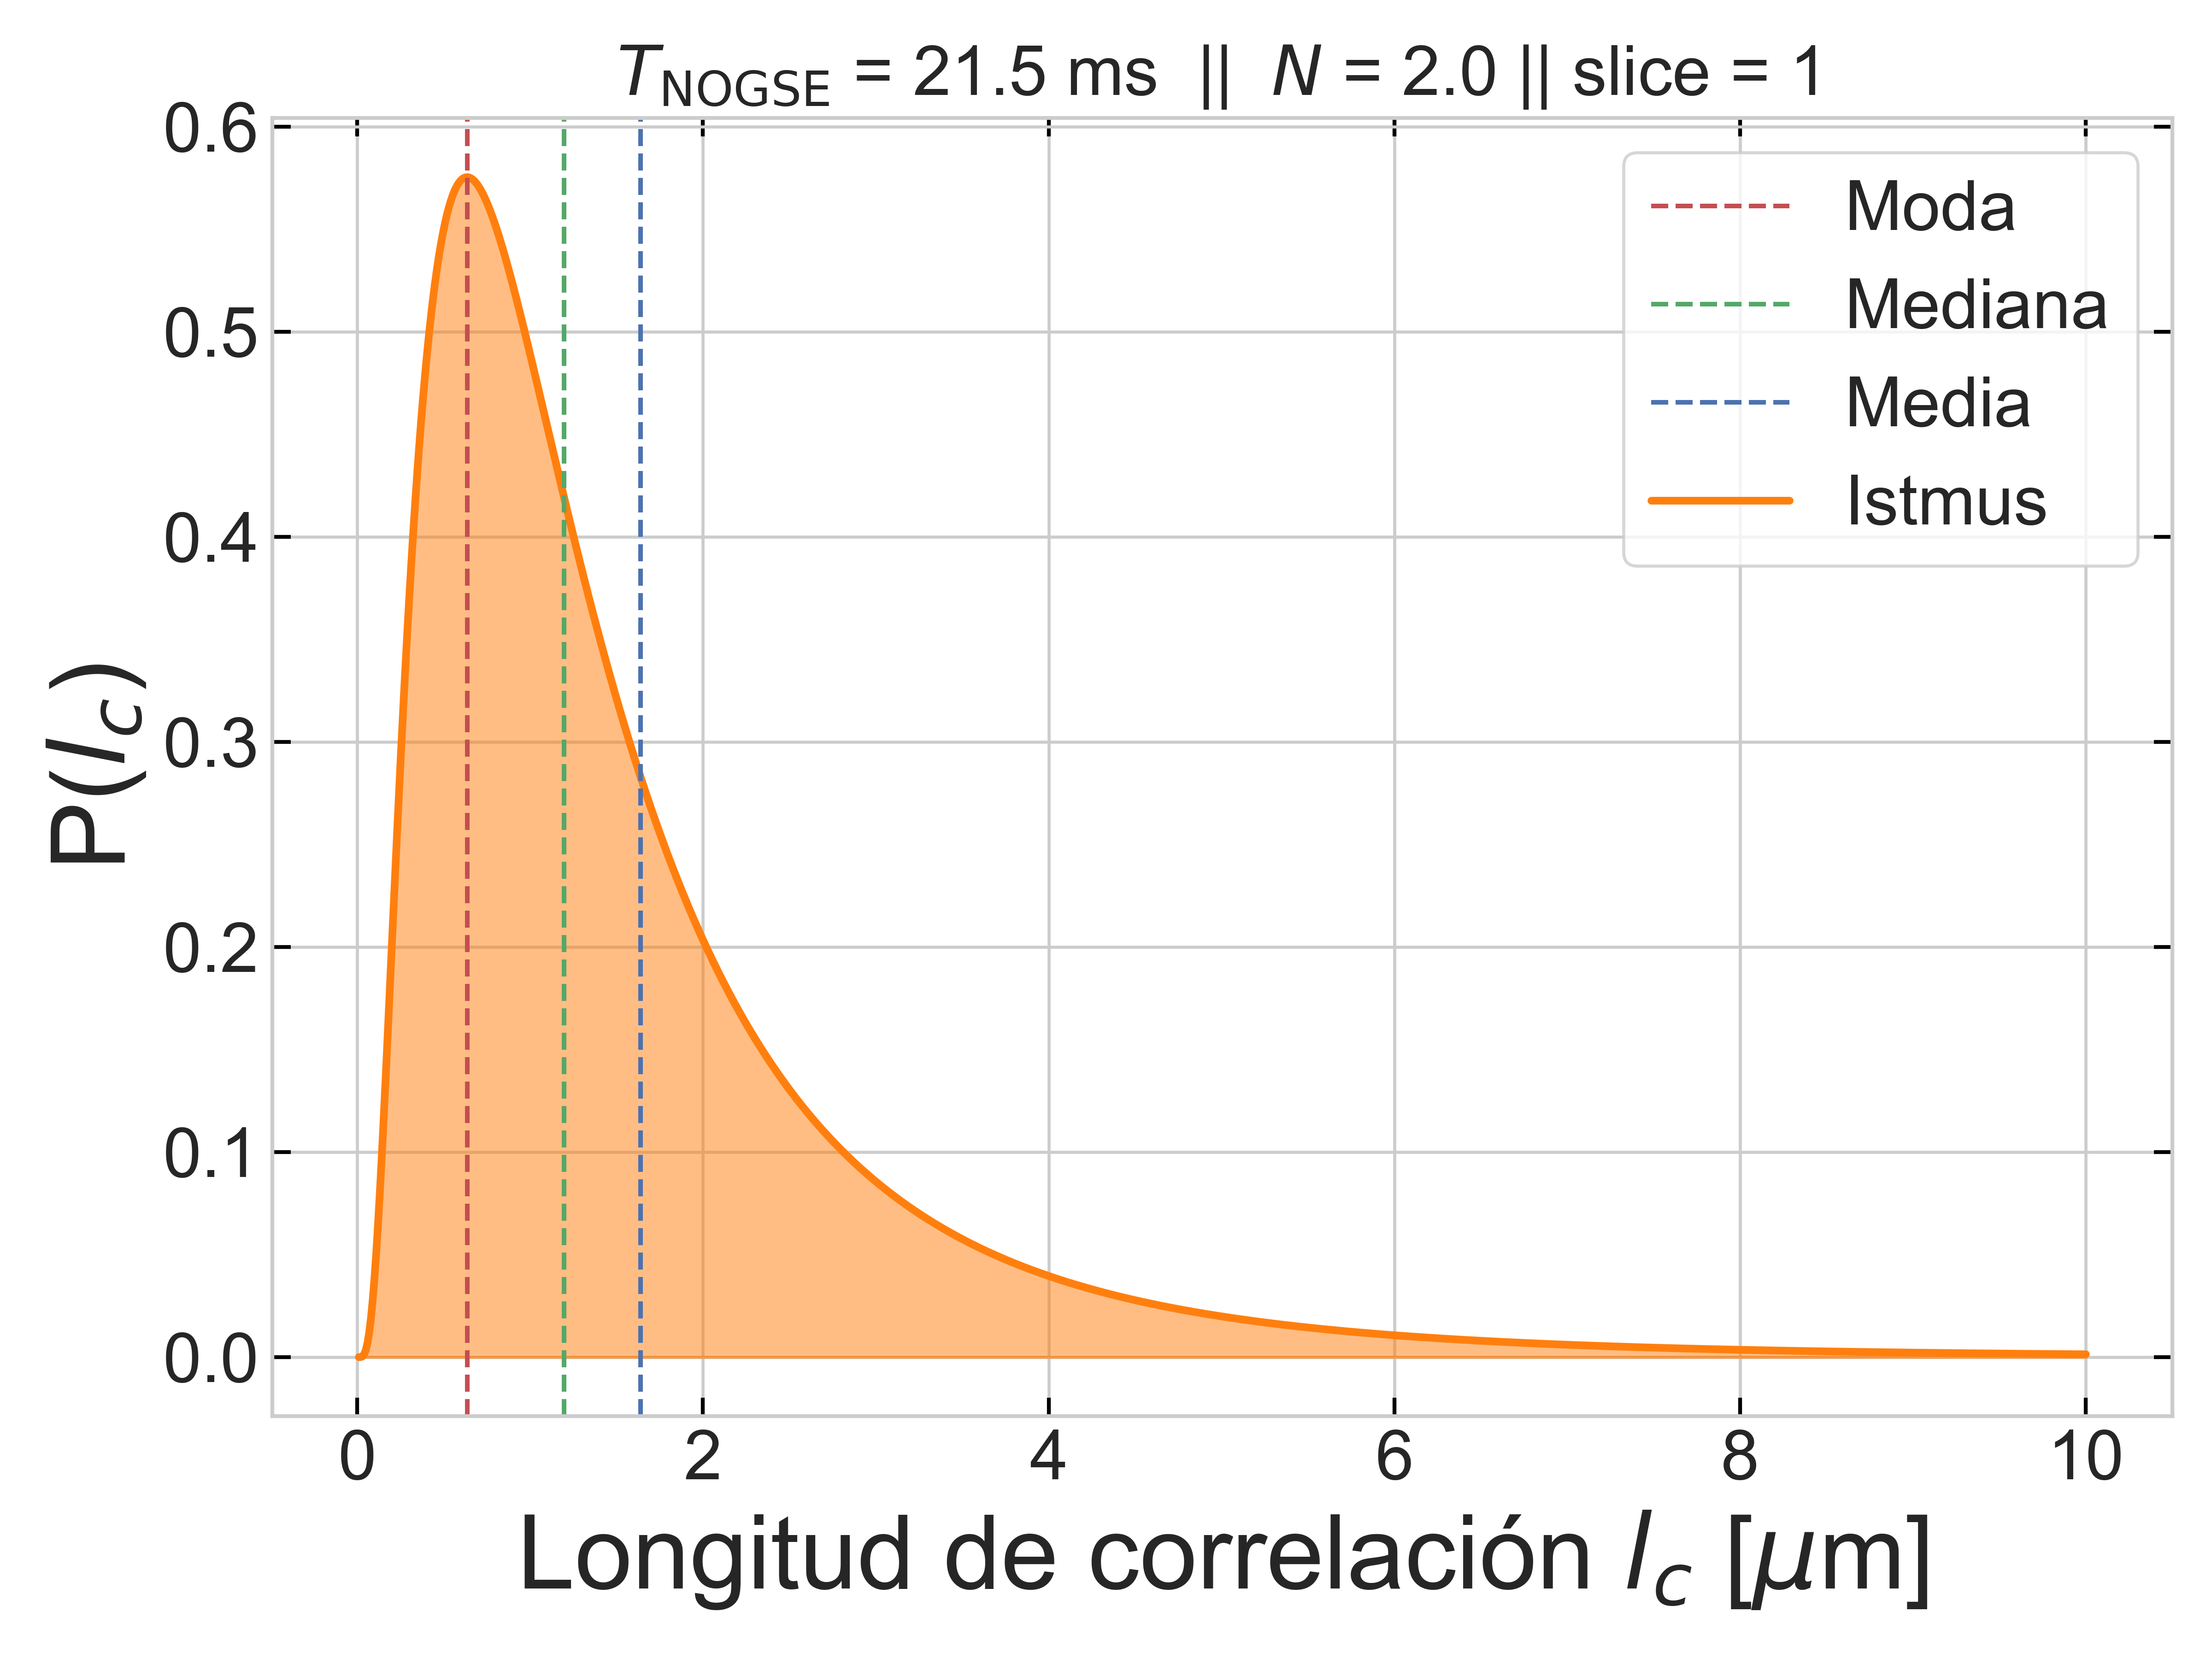 T_NOGSE = 21.5 ms || N = 2.0 || slice = 1
0.6
0.5
0.4
0.3
0.2
0.1
0.0
P(l_c)
Moda
Mediana
Media
Istmus
0 2 4 6 8 10
Longitud de correlación l_c [μm]